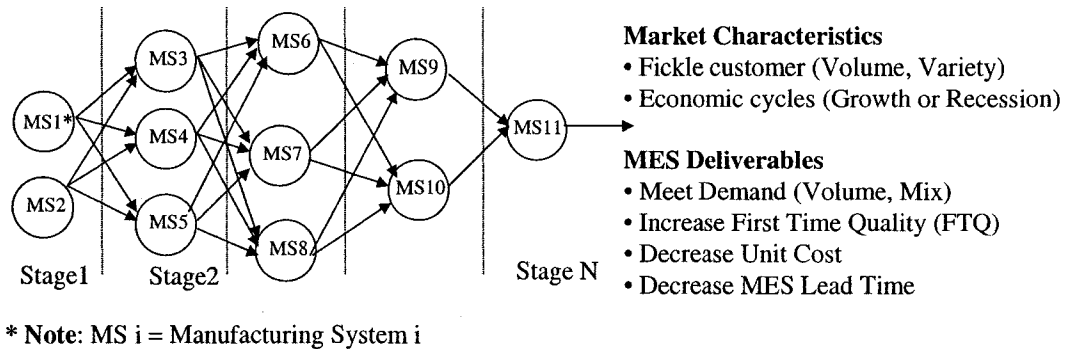 MS1*
MS2
Stage1
MS3
MS4
MS5
Stage2
MS6
MS7
MS8
MS9
MS10
MS11
Stage N
Market Characteristics
• Fickle customer (Volume, Variety)
• Economic cycles (Growth or Recession)
MES Deliverables
• Meet Demand (Volume, Mix)
• Increase First Time Quality (FTQ)
• Decrease Unit Cost
• Decrease MES Lead Time
* Note: MS i = Manufacturing System i